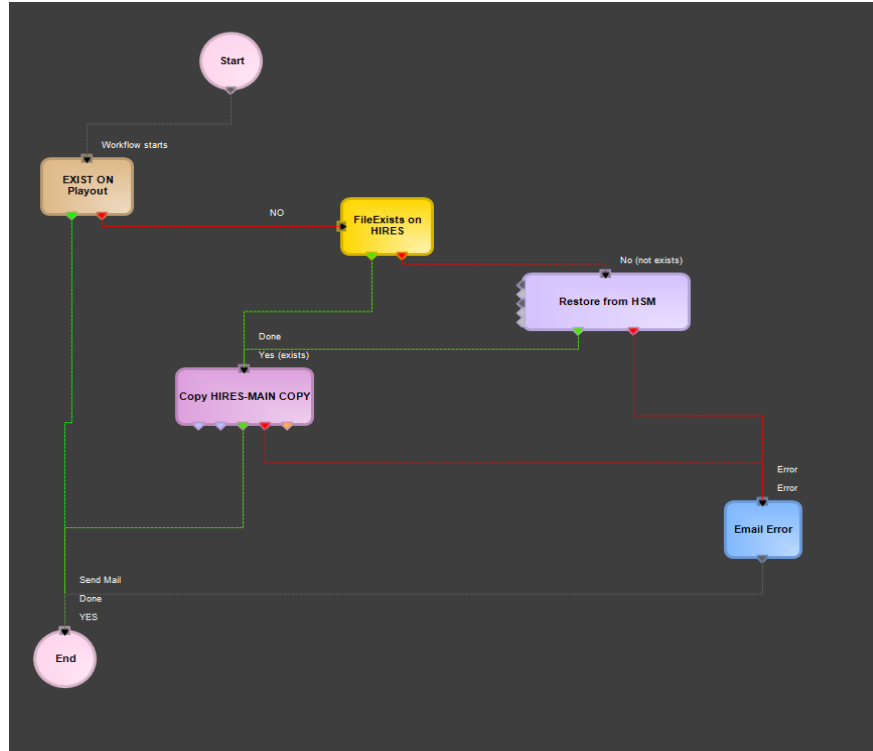 Start
Workflow starts
EXIST ON
Playout
NO
FileExists on
HIRES
No (not exists)
Restore from HSM
Done
Yes (exists)
Copy HIRES-MAIN COPY
Error
Error
Email Error
Send Mail
Done
YES
End